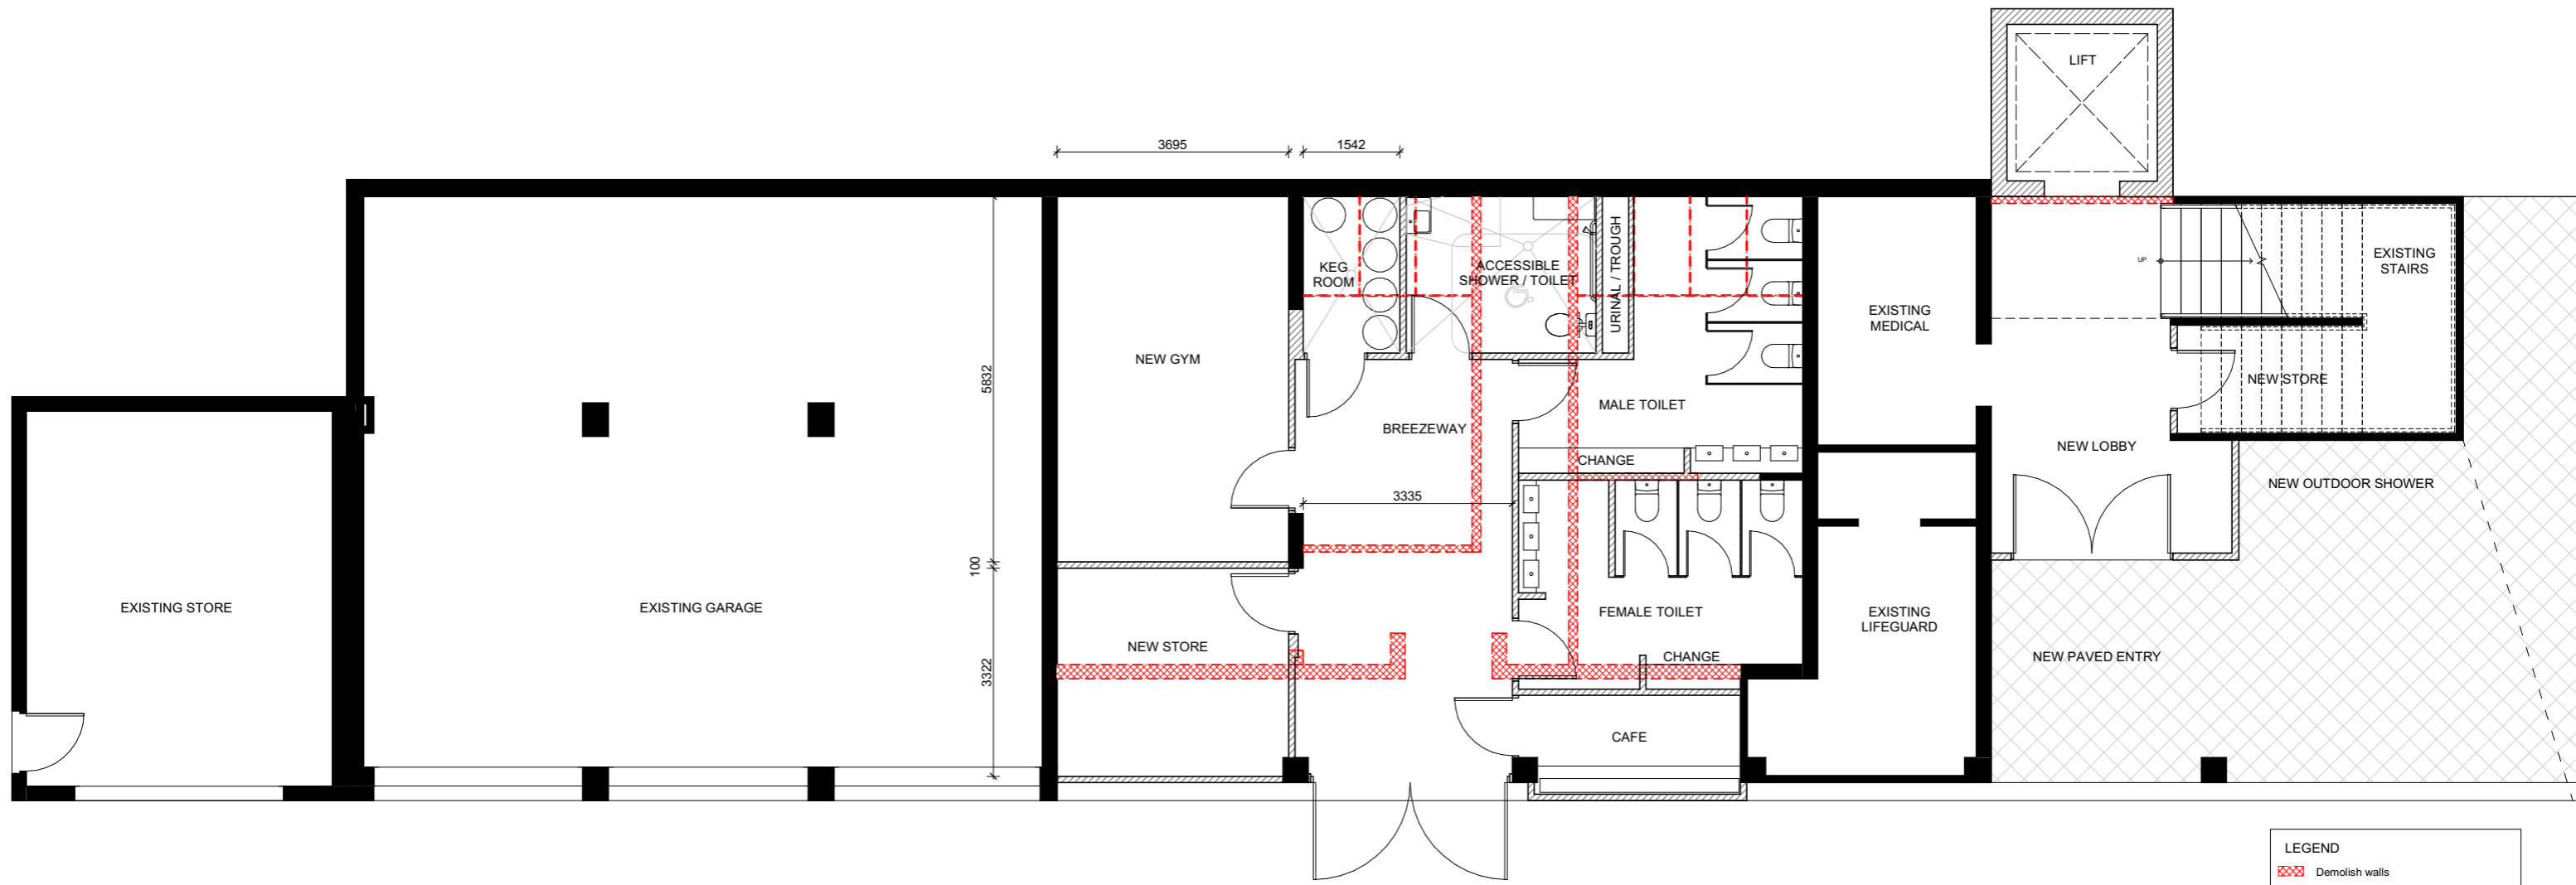 LIFT
3695
1542
KEG
ROOM
ACCESSIBLE
SHOWER / TOILET
URINAL / TROUGH
EXISTING
STAIRS
UP
EXISTING
MEDICAL
NEW GYM
5832
NEW STORE
MALE TOILET
BREEZEWAY
NEW LOBBY
CHANGE
NEW OUTDOOR SHOWER
3335
100
EXISTING STORE
EXISTING GARAGE
FEMALE TOILET
EXISTING
LIFEGUARD
NEW STORE
3322
CHANGE
NEW PAVED ENTRY
CAFE
LEGEND
Demolish walls